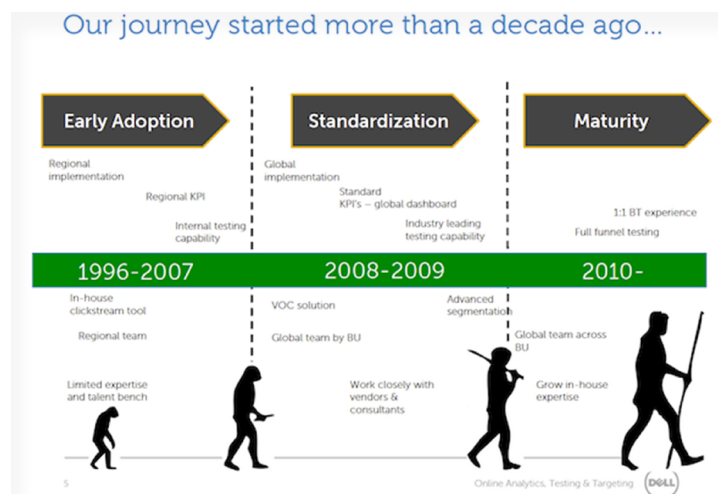 Our journey started more than a decade ago...
Early Adoption
Standardization
Maturity
Regional
implementation
Regional KPI
Internal testing
capability
Global
implementation
Standard
KPI's – global dashboard
Industry leading
testing capability
1:1 BT experience
Full funnel testing
1996-2007
2008-2009
2010-
In-house
clickstream tool
Regional team
Limited expertise
and talent bench
VOC solution
Global team by BU
Work closely with
vendors &
consultants
Advanced
segmentation
Global team across
BU
Grow in-house
expertise
5
Online Analytics, Testing & Targeting
DELL